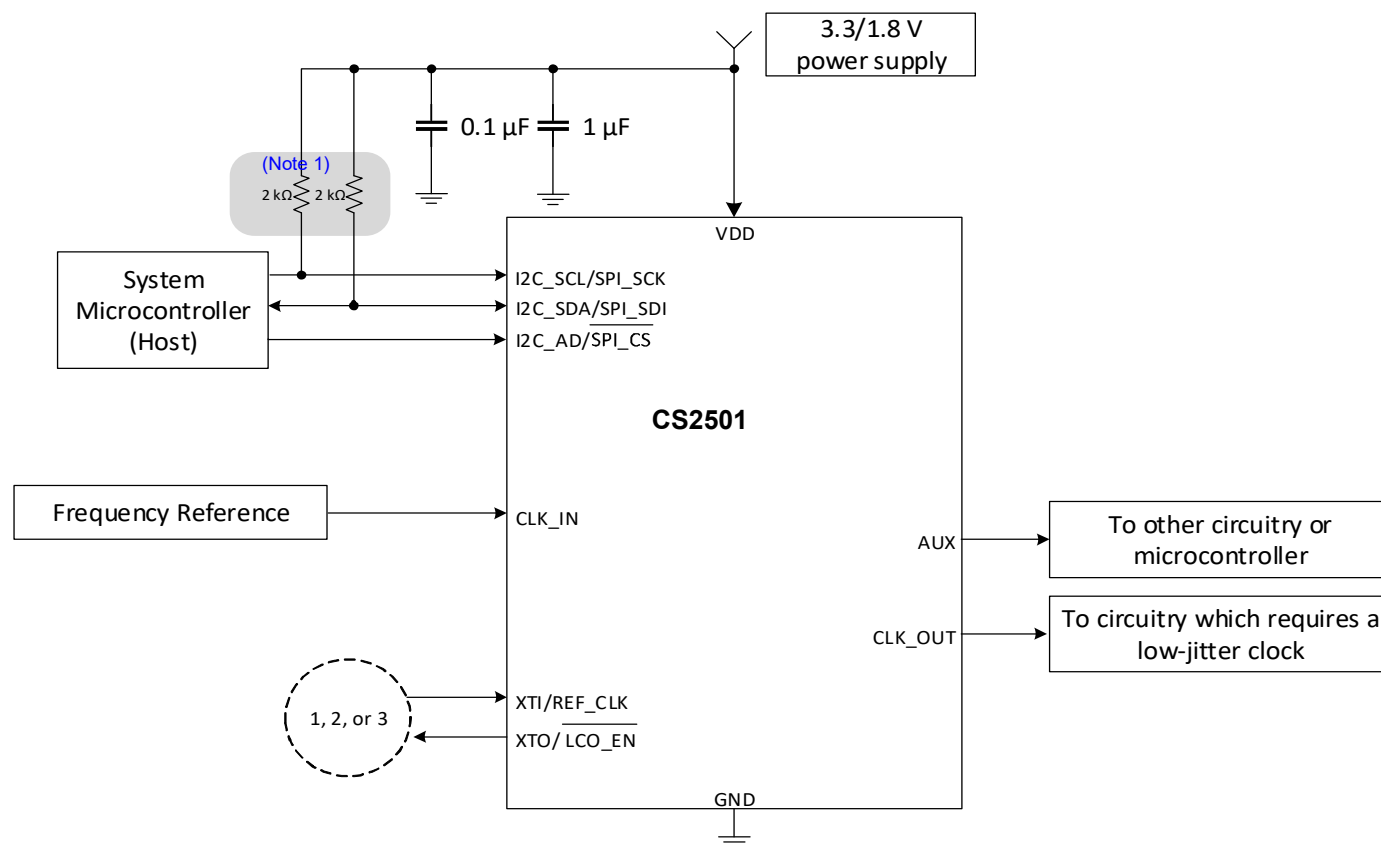 3.3/1.8 V
power supply
0.1 µF
1 µF
(Note 1)
2 kΩ
2 kΩ
VDD
System
Microcontroller
(Host)
I2C_SCL/SPI_SCK
I2C_SDA/SPI_SDI
I2C_AD/SPI_CS
CS2501
Frequency Reference
CLK_IN
AUX
To other circuitry or
microcontroller
CLK_OUT
To circuitry which requires a
low-jitter clock
1, 2, or 3
XTI/REF_CLK
XTO/LCO_EN
GND